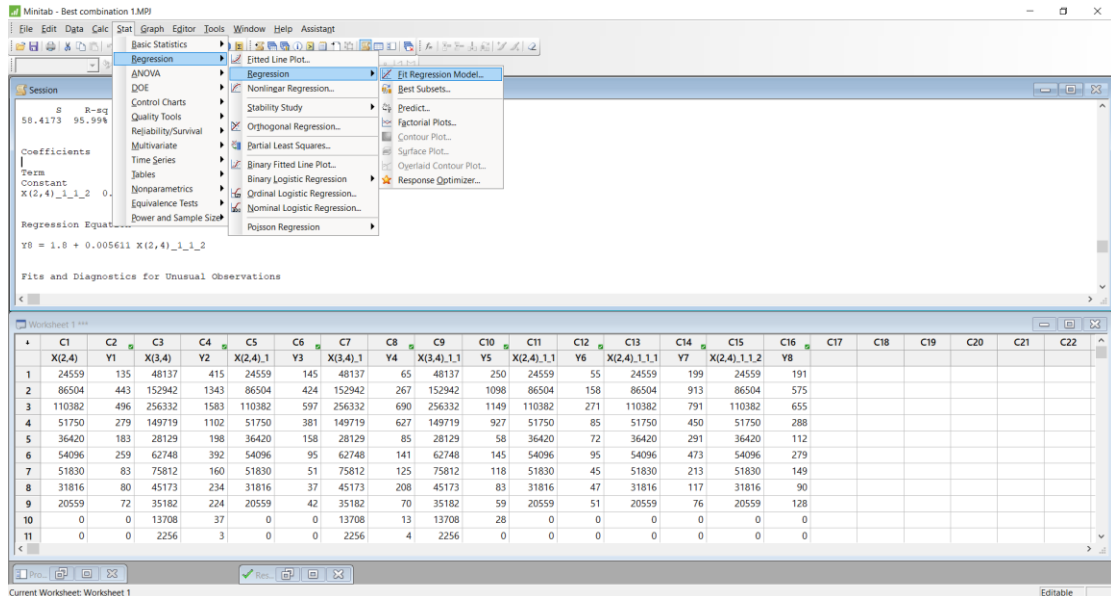 Minitab - Best combination 1.MPJ
File Edit Data Calc Stat Graph Editor Tools Window Help Assistant
Basic Statistics
Regression
ANOVA
DOE
Control Charts
Quality Tools
Reliability/Survival
Multivariate
Time Series
Tables
Nonparametrics
Equivalence Tests
Power and Sample Size
Fitted Line Plot...
Regression
Nonlinear Regression...
Stability Study
Orthogonal Regression...
Partial Least Squares...
Binary Fitted Line Plot...
Binary Logistic Regression
Ordinal Logistic Regression...
Nominal Logistic Regression...
Poisson Regression
Fit Regression Model...
Best Subsets...
Predict...
Factorial Plots...
Contour Plot...
Surface Plot...
Overlaid Contour Plot...
Response Optimizer...
Session
S R-sq
58.4173 95.99%
Coefficients
Term
Constant
X(2,4)_1_1_2 0.
Regression Equat
Y8 = 1.8 + 0.005611 X(2,4)_1_1_2
Fits and Diagnostics for Unusual Observations
Worksheet 1 ***
C1 C2 C3 C4 C5 C6 C7 C8 C9 C10 C11 C12 C13 C14 C15 C16 C17 C18 C19 C20 C21 C22
X(2,4) Y1 X(3,4) Y2 X(2,4)_1 Y3 X(3,4)_1 Y4 X(3,4)_1_1 Y5 X(2,4)_1_1 Y6 X(2,4)_1_1_1 Y7 X(2,4)_1_1_2 Y8
1 24559 135 48137 415 24559 145 48137 65 48137 250 24559 55 24559 199 24559 191
2 86504 443 152942 1343 86504 424 152942 267 152942 1098 86504 158 86504 913 86504 575
3 110382 496 256332 1583 110382 597 256332 690 256332 1149 110382 271 110382 791 110382 655
4 51750 279 149719 1102 51750 381 149719 627 149719 927 51750 85 51750 450 51750 288
5 36420 183 28129 198 36420 158 28129 85 28129 58 36420 72 36420 291 36420 112
6 54096 259 62748 392 54096 95 62748 141 62748 145 54096 95 54096 473 54096 279
7 51830 83 75812 160 51830 51 75812 125 75812 118 51830 45 51830 213 51830 149
8 31816 80 45173 234 31816 37 45173 208 45173 83 31816 47 31816 117 31816 90
9 20559 72 35182 224 20559 42 35182 70 35182 59 20559 51 20559 76 20559 128
10 0 0 13708 37 0 0 13708 13 13708 28 0 0 0 0 0 0
11 0 0 2256 3 0 0 2256 4 2256 0 0 0 0 0 0 0
Pro...
Res...
Current Worksheet: Worksheet 1
Editable